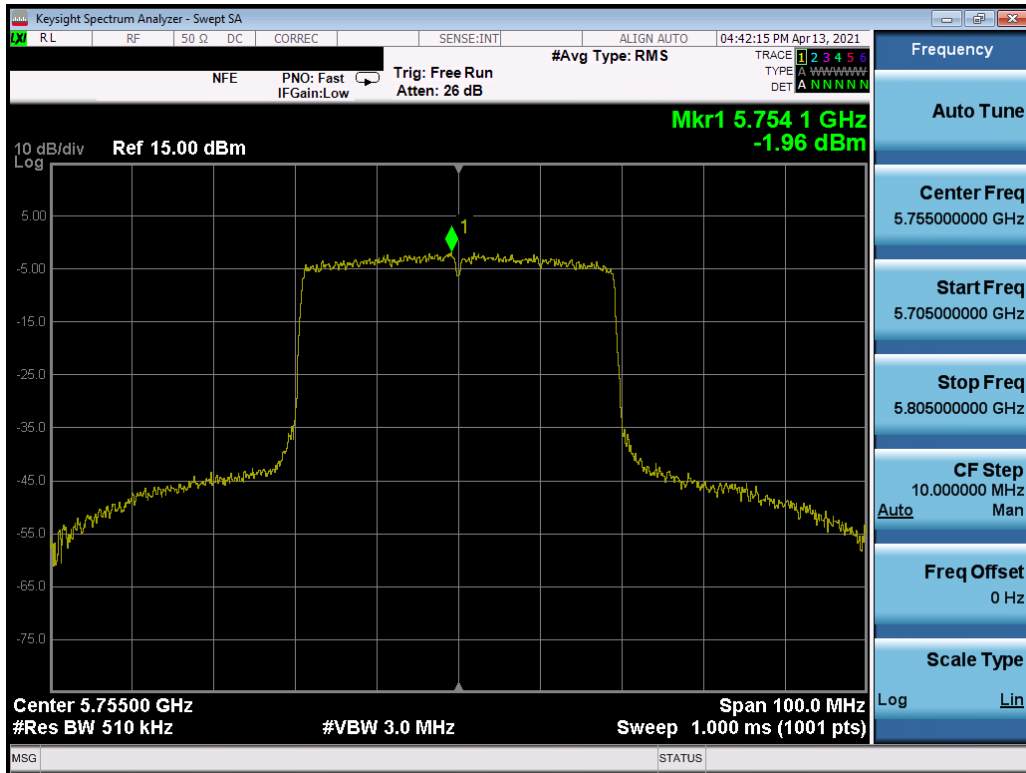 Keysight Spectrum Analyzer - Swept SA
LXI RL RF 50 Ω DC CORREC SENSE:INT ALIGN AUTO 04:42:15 PM Apr 13, 2021
#Avg Type: RMS TRACE 1 2 3 4 5 6
NFE PNO: Fast Trig: Free Run TYPE A WWWWW
IFGain:Low Atten: 26 dB DET A N N N N N
Mkr1 5.754 1 GHz
-1.96 dBm
10 dB/div Ref 15.00 dBm
Log
5.00
1
-5.00
-15.0
-25.0
-35.0
-45.0
-55.0
-65.0
-75.0
Center 5.75500 GHz Span 100.0 MHz
#Res BW 510 kHz #VBW 3.0 MHz Sweep 1.000 ms (1001 pts)
MSG STATUS
Frequency
Auto Tune
Center Freq
5.755000000 GHz
Start Freq
5.705000000 GHz
Stop Freq
5.805000000 GHz
CF Step
10.000000 MHz
Auto Man
Freq Offset
0 Hz
Scale Type
Log Lin